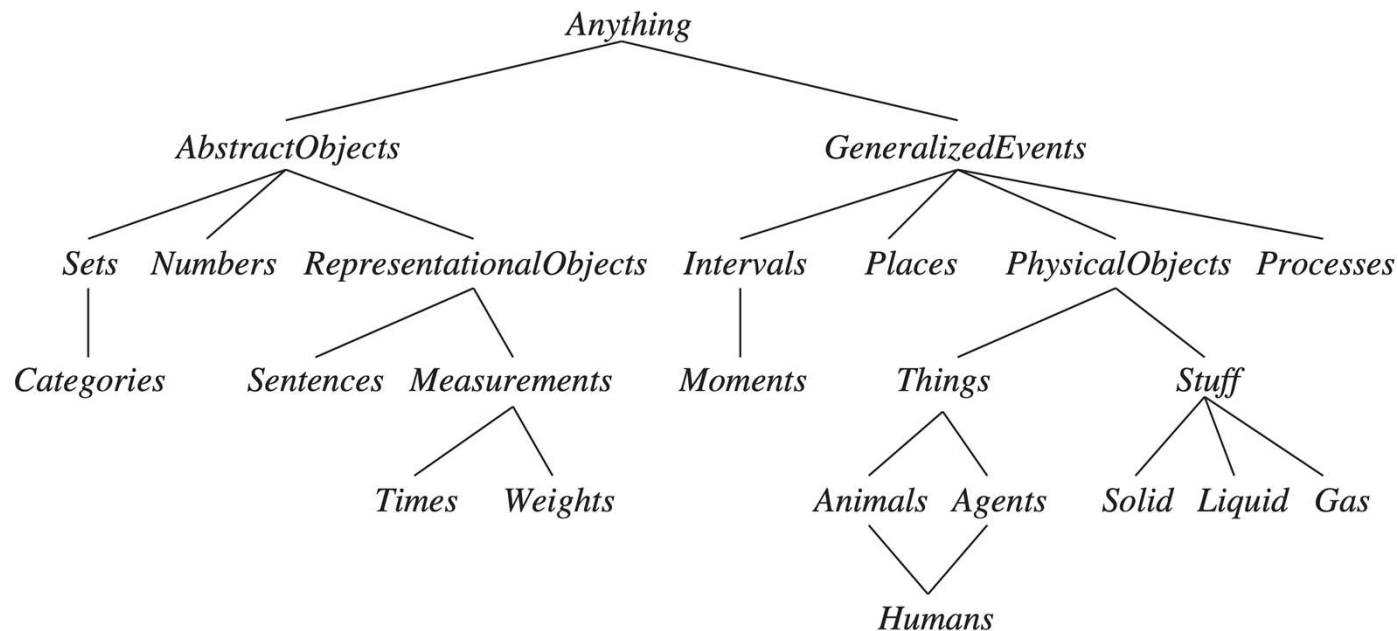 Anything
AbstractObjects GeneralizedEvents
Sets Numbers RepresentationalObjects Intervals Places PhysicalObjects Processes
Categories Sentences Measurements Moments Things Stuff
Times Weights Animals Agents Solid Liquid Gas
Humans